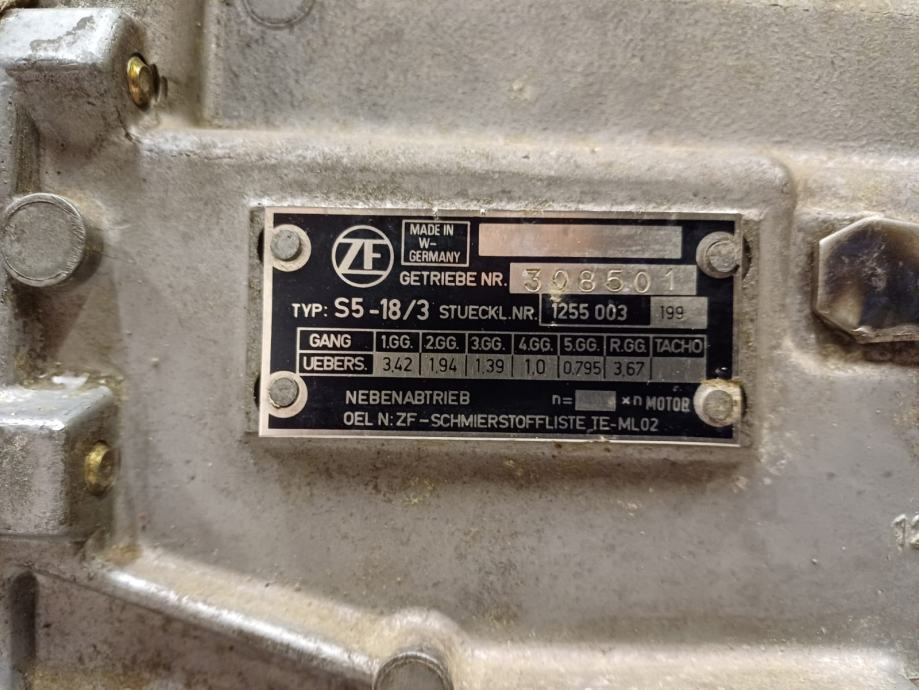 ZF
MADE IN
W-
GERMANY
GETRIEBE NR. 308601
TYP: S5-18/3 STUECKL.NR. 1255 003 199
GANG 1.GG. 2.GG. 3.GG. 4.GG. 5.GG. R.GG. TACHO
UEBERS. 3,42 1,94 1,39 1,0 0,795 3,67
NEBENABTRIEB n= ×n MOTOR
OEL N: ZF-SCHMIERSTOFFLISTE TE-ML02